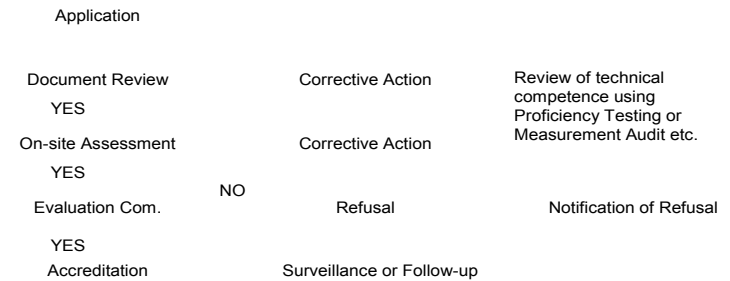 Application
Document Review
Corrective Action
Review of technical
competence using
Proficiency Testing or
Measurement Audit etc.
YES
On-site Assessment
Corrective Action
YES
NO
Evaluation Com.
Refusal
Notification of Refusal
YES
Accreditation
Surveillance or Follow-up